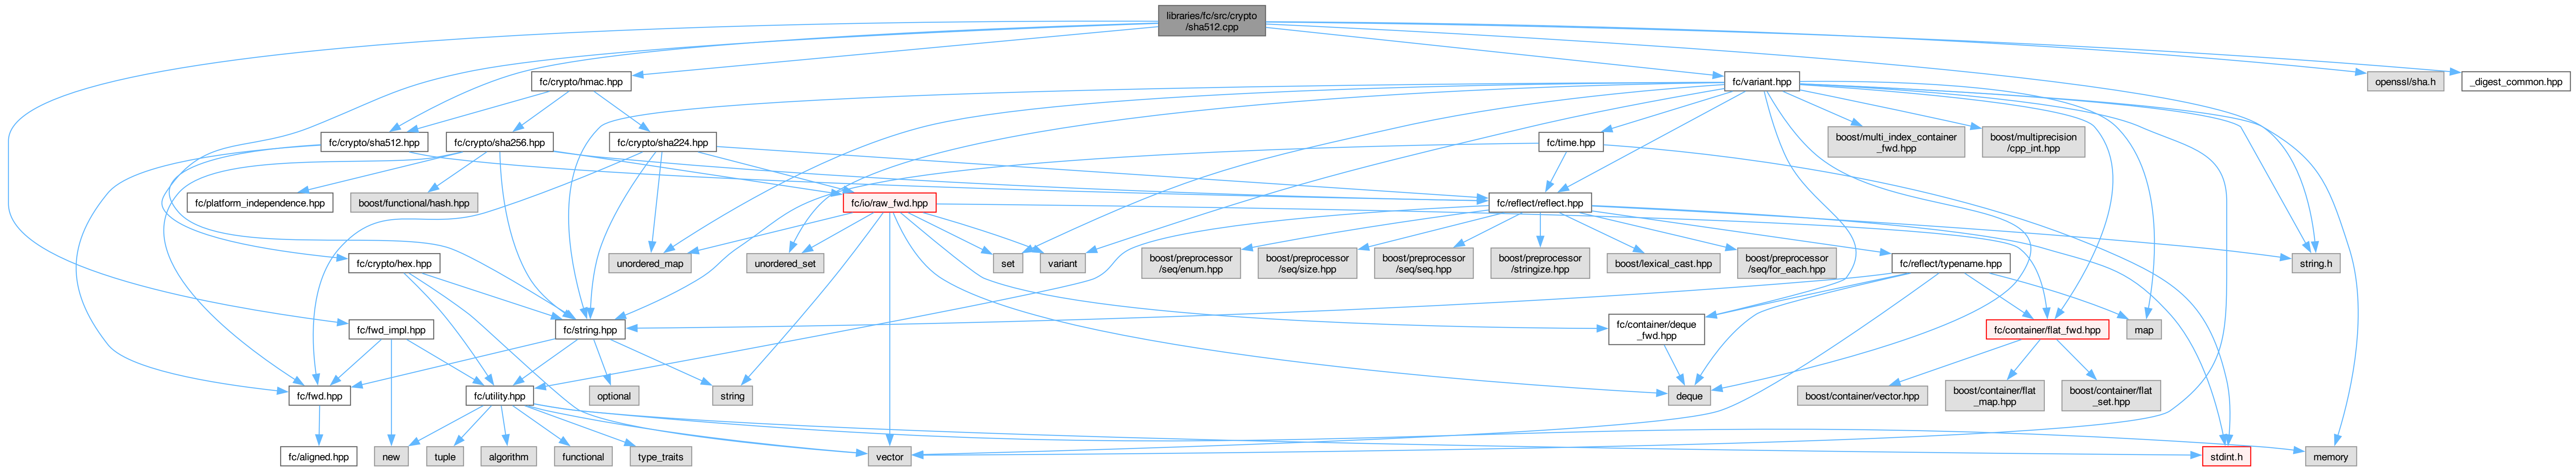 libraries/fc/src/crypto
/sha512.cpp
fc/crypto/hmac.hpp
fc/variant.hpp
openssl/sha.h
_digest_common.hpp
fc/crypto/sha512.hpp
fc/crypto/sha256.hpp
fc/crypto/sha224.hpp
fc/time.hpp
boost/multi_index_container
_fwd.hpp
boost/multiprecision
/cpp_int.hpp
fc/platform_independence.hpp
boost/functional/hash.hpp
fc/io/raw_fwd.hpp
fc/reflect/reflect.hpp
fc/crypto/hex.hpp
unordered_map
unordered_set
set
variant
boost/preprocessor
/seq/enum.hpp
boost/preprocessor
/seq/size.hpp
boost/preprocessor
/seq/seq.hpp
boost/preprocessor
/stringize.hpp
boost/lexical_cast.hpp
boost/preprocessor
/seq/for_each.hpp
fc/reflect/typename.hpp
string.h
fc/fwd_impl.hpp
fc/string.hpp
fc/container/deque
_fwd.hpp
fc/container/flat_fwd.hpp
map
fc/fwd.hpp
fc/utility.hpp
optional
string
deque
boost/container/vector.hpp
boost/container/flat
_map.hpp
boost/container/flat
_set.hpp
fc/aligned.hpp
new
tuple
algorithm
functional
type_traits
vector
stdint.h
memory